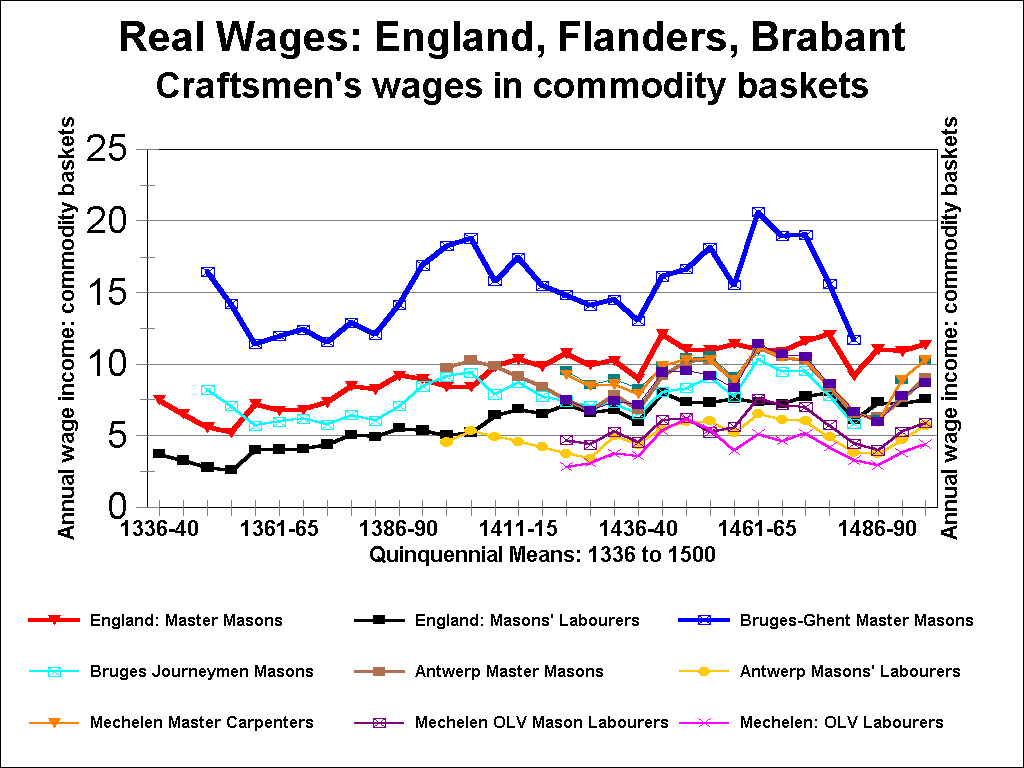 Real Wages: England, Flanders, Brabant
Craftsmen's wages in commodity baskets
Annual wage income: commodity baskets
Annual wage income: commodity baskets
25
20
15
10
5
0
1336-40 1361-65 1386-90 1411-15 1436-40 1461-65 1486-90
Quinquennial Means: 1336 to 1500
England: Master Masons England: Masons' Labourers Bruges-Ghent Master Masons
Bruges Journeymen Masons Antwerp Master Masons Antwerp Masons' Labourers
Mechelen Master Carpenters Mechelen OLV Mason Labourers Mechelen: OLV Labourers